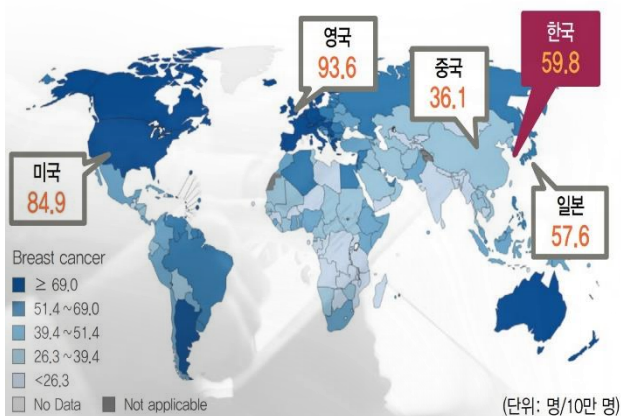 영국
93.6
중국
36.1
한국
59.8
미국
84.9
일본
57.6
Breast cancer
≥ 69.0
51.4 ~69.0
39.4 ~51.4
26.3 ~39.4
<26.3
No Data
Not applicable
(단위: 명/10만 명)